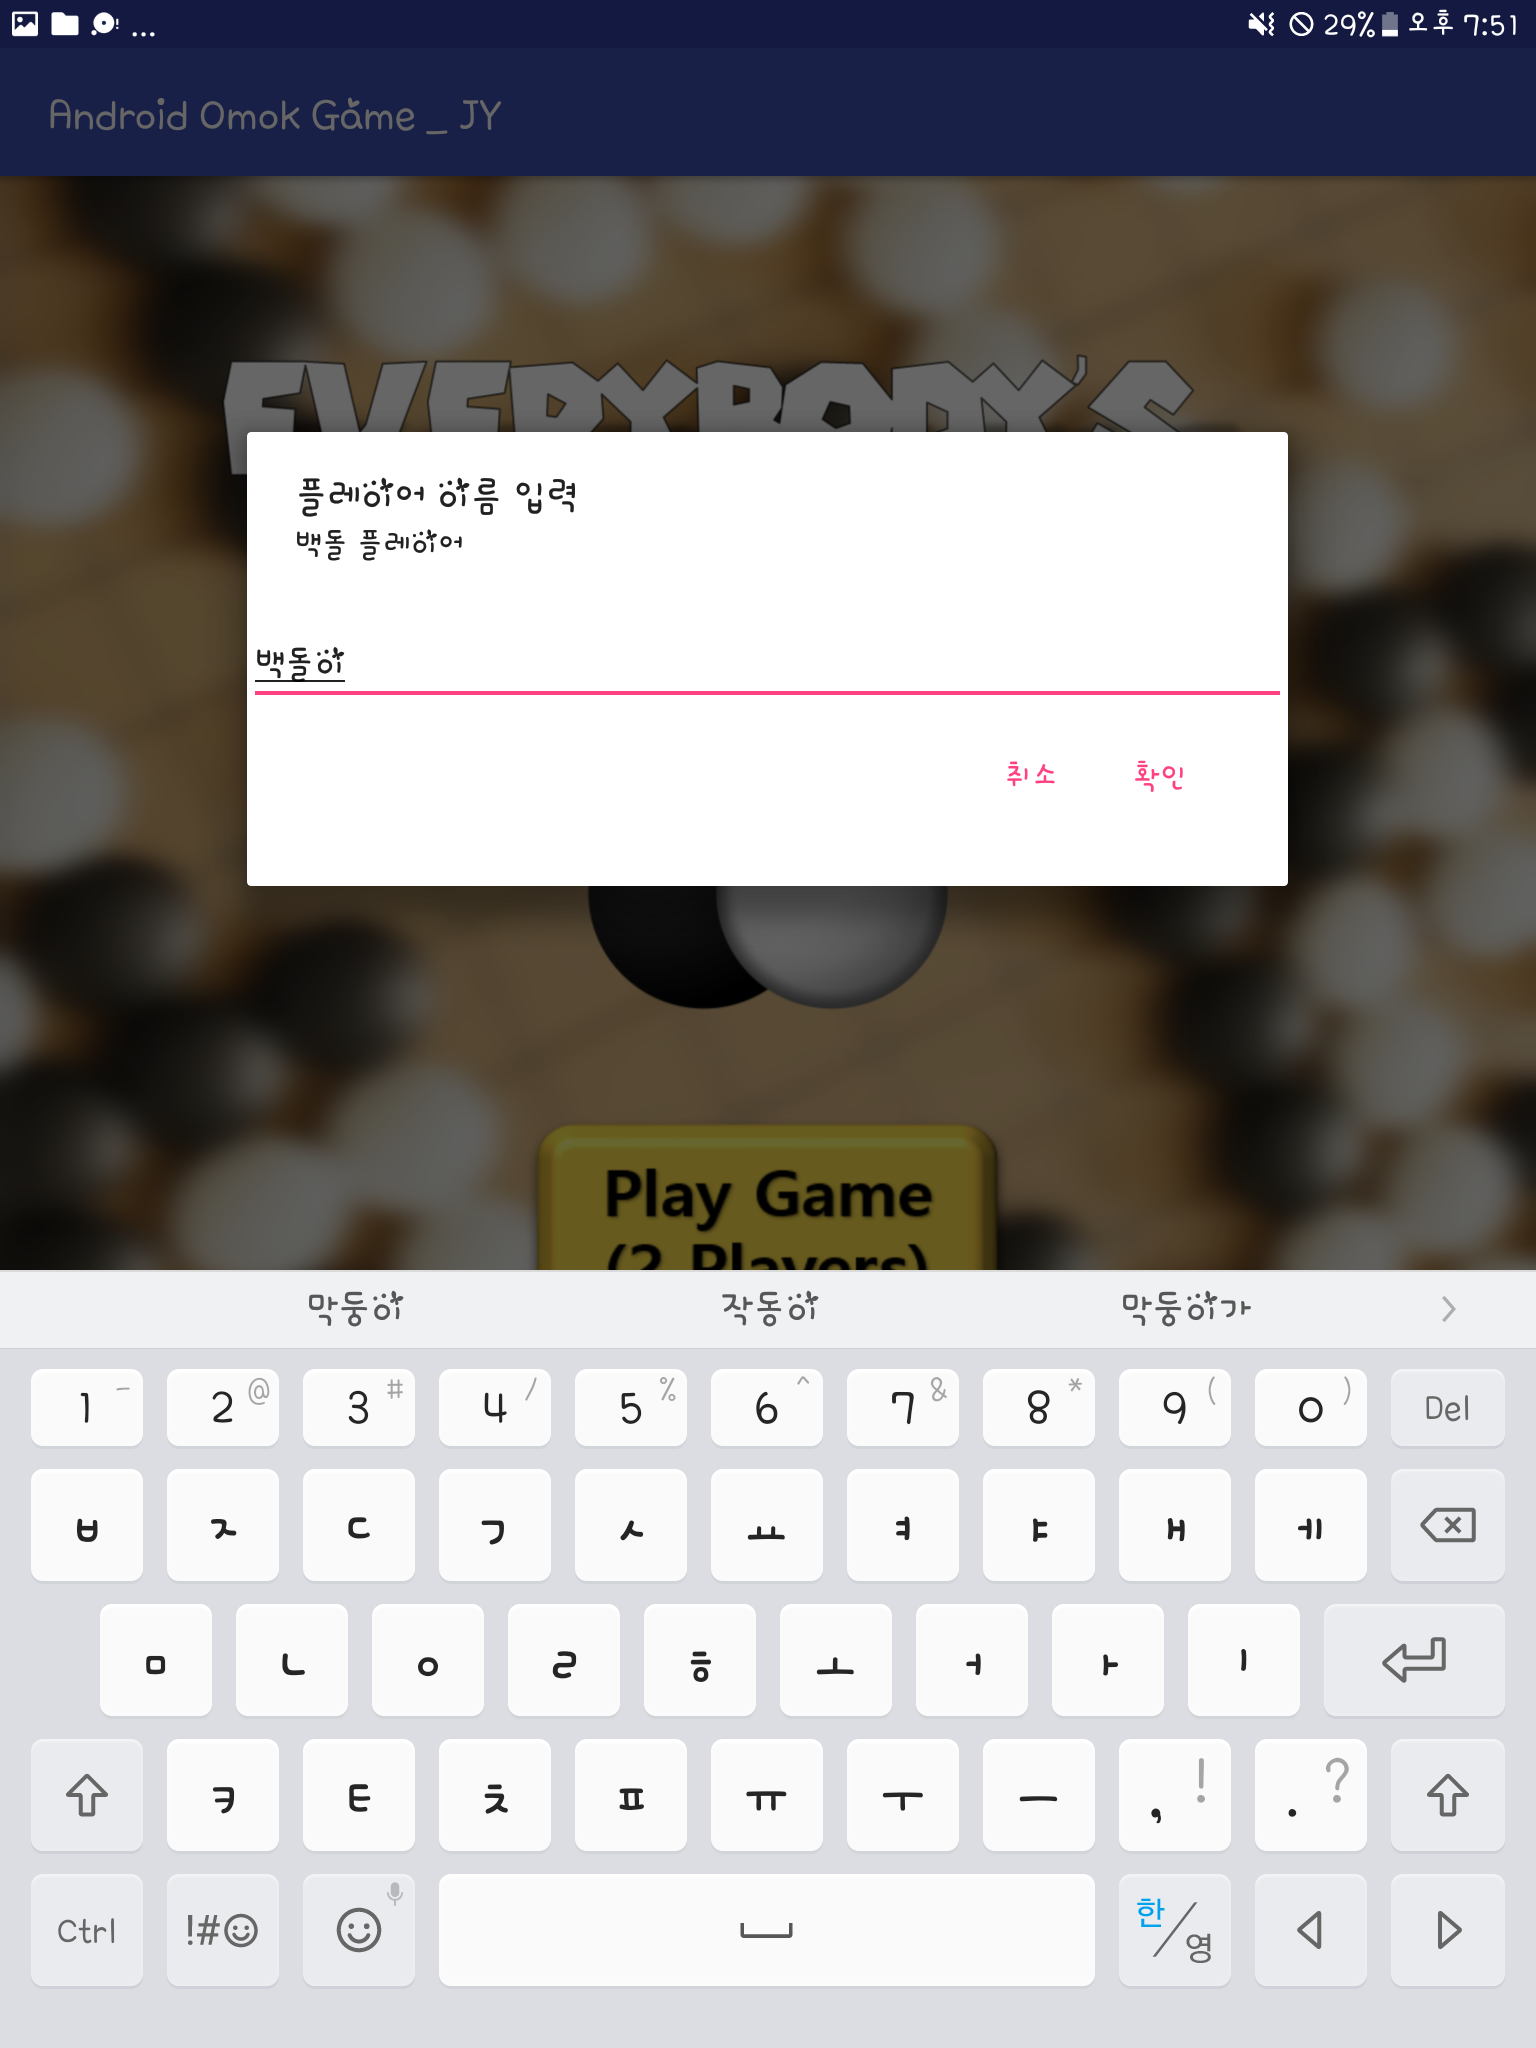 ... 29% 오후 7:51
Android Omok Game _ JY
EVERYBODY'S
플레이어 이름 입력
백돌 플레이어
백돌이
취소 확인
Play Game
(2 Players)
막둥이 작동이 막둥이가
1 - 2 @ 3 # 4 / 5 % 6 ^ 7 & 8 * 9 ( 0 ) Del
ㅂ ㅈ ㄷ ㄱ ㅅ ㅛ ㅕ ㅑ ㅐ ㅔ
ㅁ ㄴ ㅇ ㄹ ㅎ ㅗ ㅓ ㅏ ㅣ
ㅋ ㅌ ㅊ ㅍ ㅠ ㅜ ㅡ , ! . ?
Ctrl !#☺ 한/영